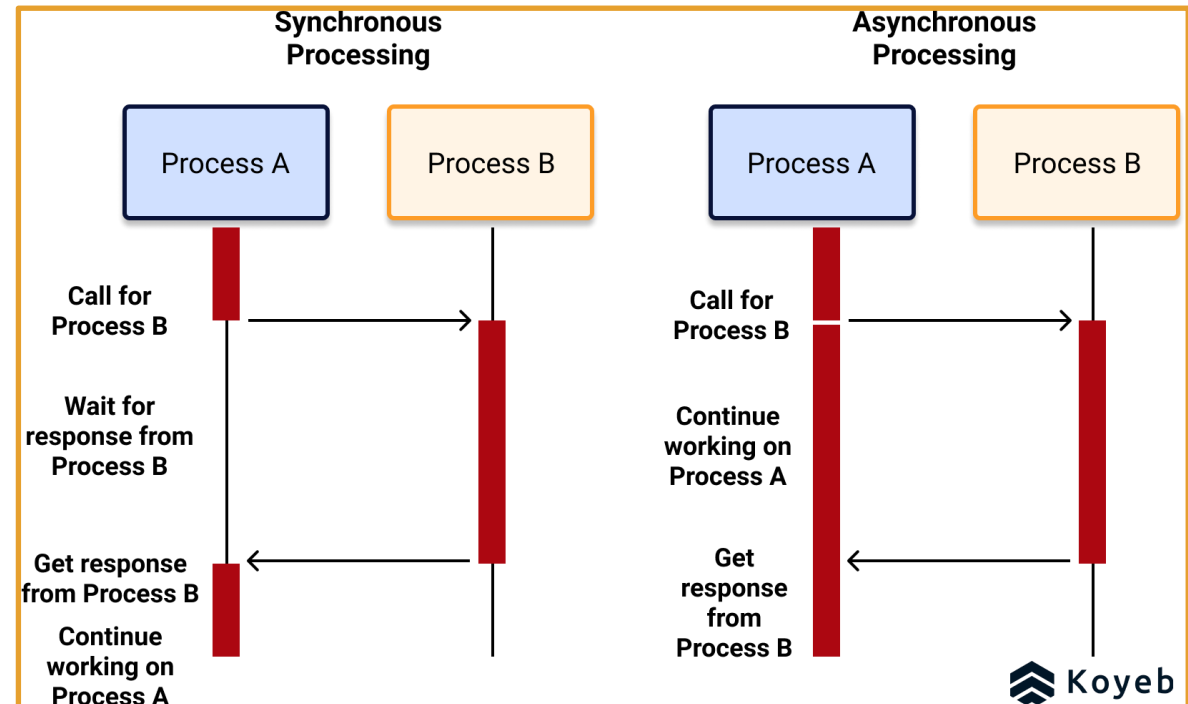 Synchronous
Processing
Asynchronous
Processing
Process A
Process B
Process A
Process B
Call for
Process B
Wait for
response from
Process B
Get response
from Process B
Continue
working on
Process A
Call for
Process B
Continue
working on
Process A
Get
response
from
Process B
Koyeb